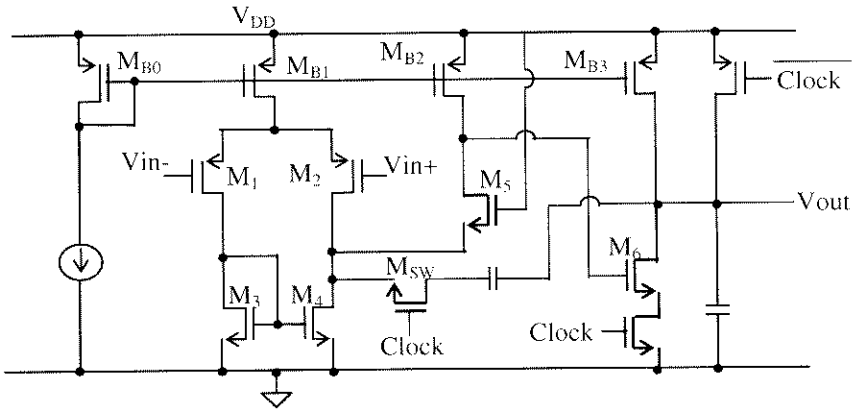 V_DD
M_B0
M_B1
M_B2
M_B3
Clock
Vin-
M_1
M_2
Vin+
M_5
Vout
M_6
M_SW
M_3
M_4
Clock
Clock